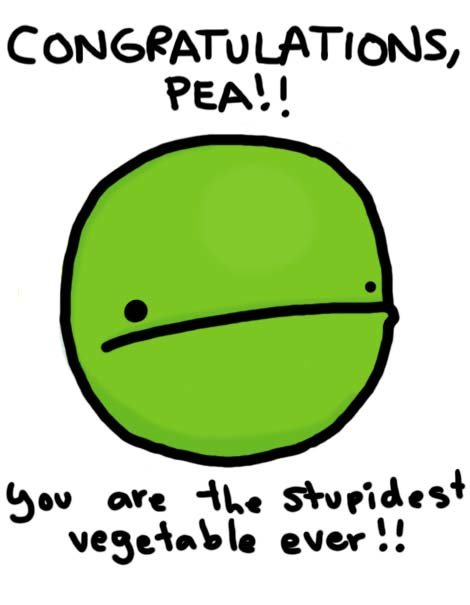 CONGRATULATIONS,
PEA!!
you are the stupidest
vegetable ever!!